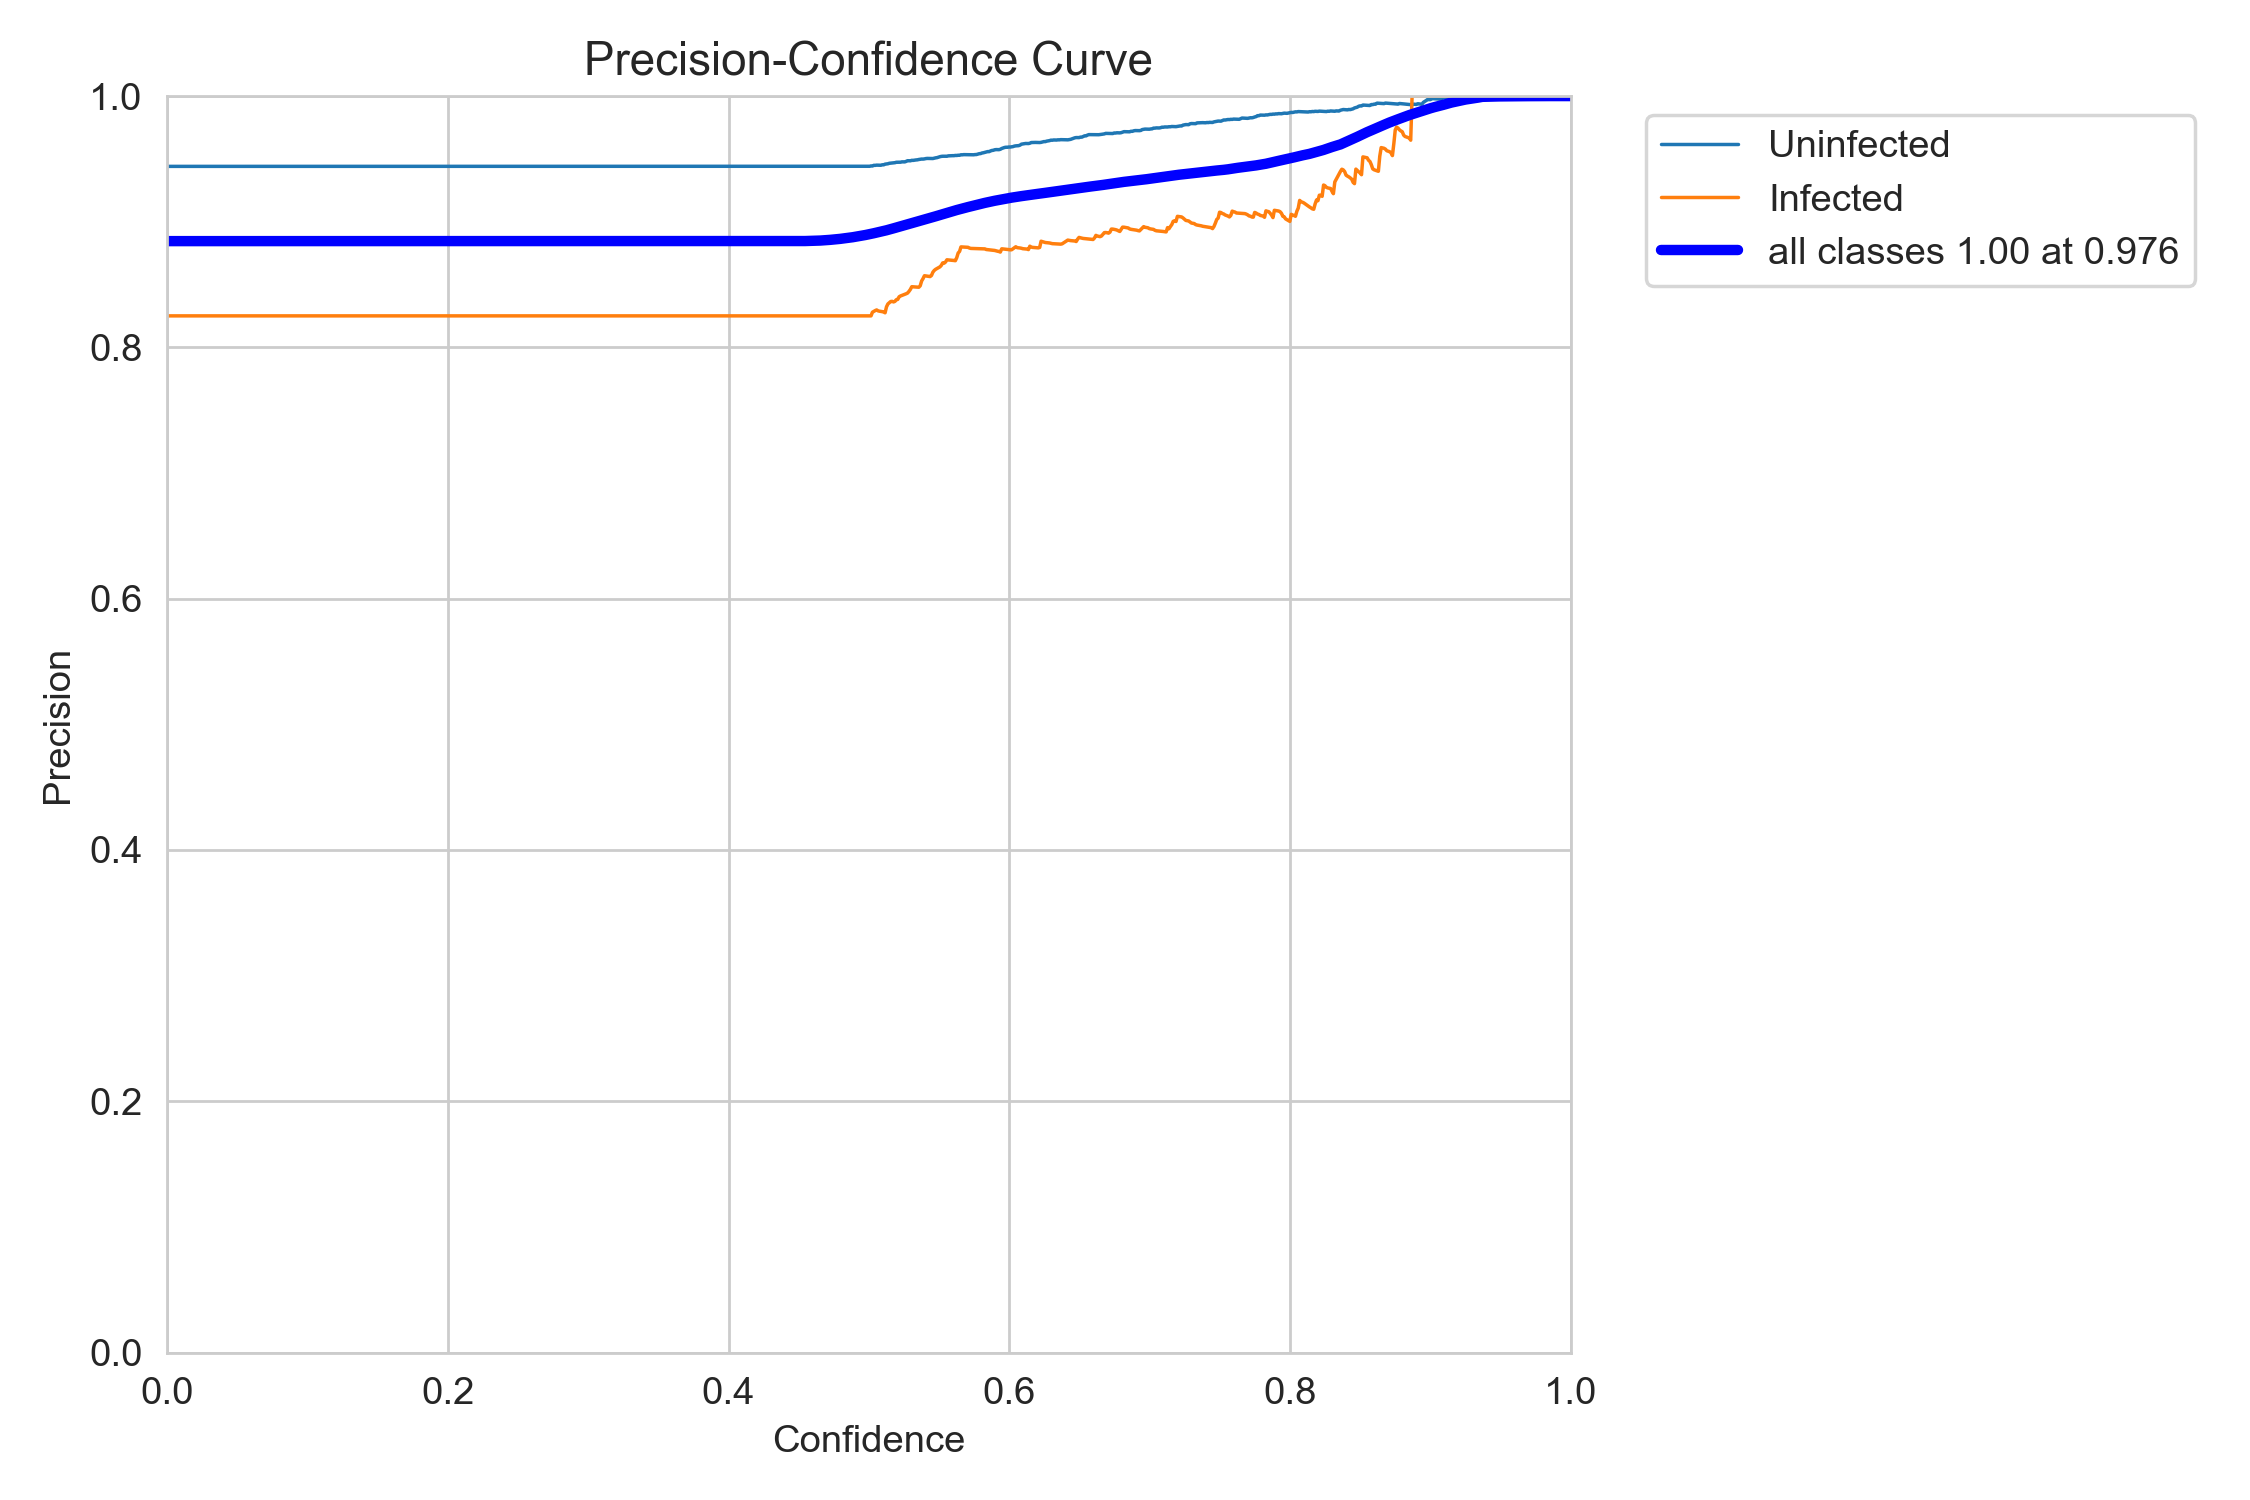 Precision-Confidence Curve
1.0
0.8
0.6
0.4
0.2
0.0
Precision
0.0 0.2 0.4 0.6 0.8 1.0
Confidence
Uninfected
Infected
all classes 1.00 at 0.976